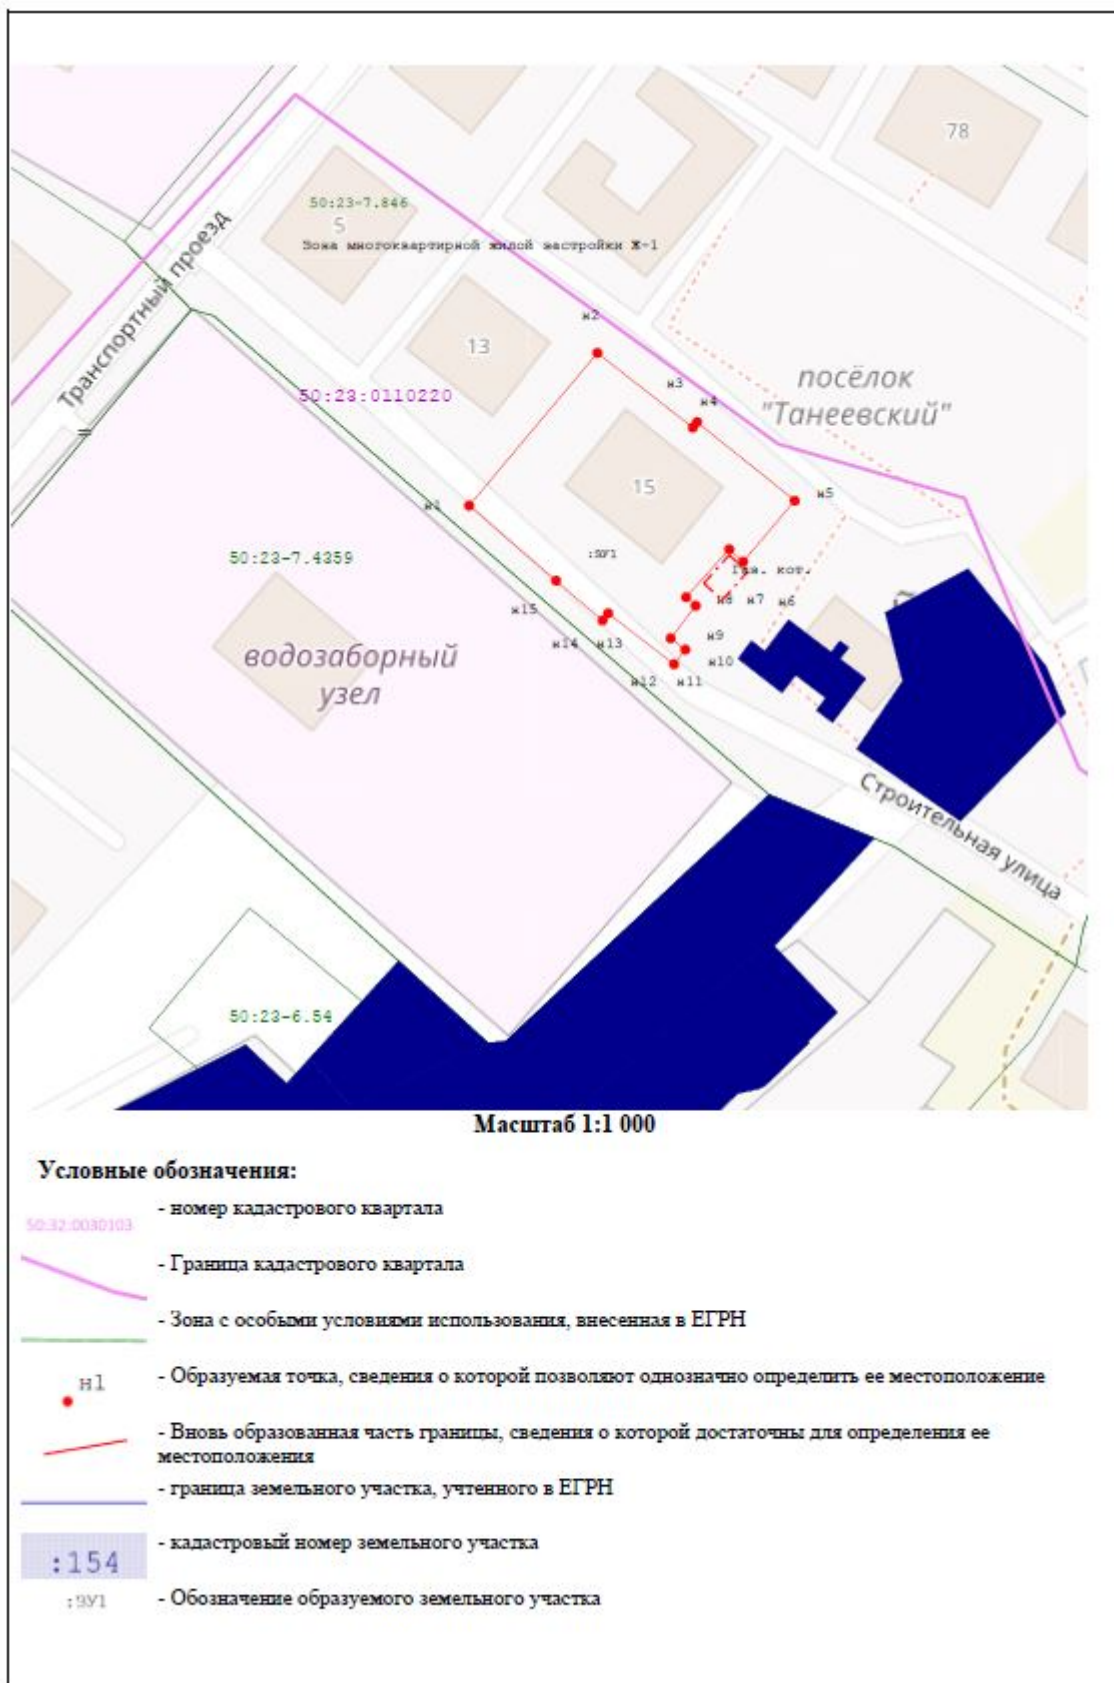 78
50:23-7.846
5
Зона многоквартирной жилой застройки Ж-1
Транспортный проезд
н2
13
н3
посёлок
"Танеевский"
50:23:0110220
н4
15
н5
н1
50:23-7.4359
:ЗУ1
Газ. кот.
н15
н8
н7
н6
н14
н13
н9
водозаборный
узел
н10
н12
н11
Строительная улица
50:23-6.54
Масштаб 1:1 000
Условные обозначения:
50:32:0030103
- номер кадастрового квартала
- Граница кадастрового квартала
- Зона с особыми условиями использования, внесенная в ЕГРН
н1
- Образуемая точка, сведения о которой позволяют однозначно определить ее местоположение
- Вновь образованная часть границы, сведения о которой достаточны для определения ее
местоположения
- граница земельного участка, учтенного в ЕГРН
:154
- кадастровый номер земельного участка
:ЗУ1
- Обозначение образуемого земельного участка